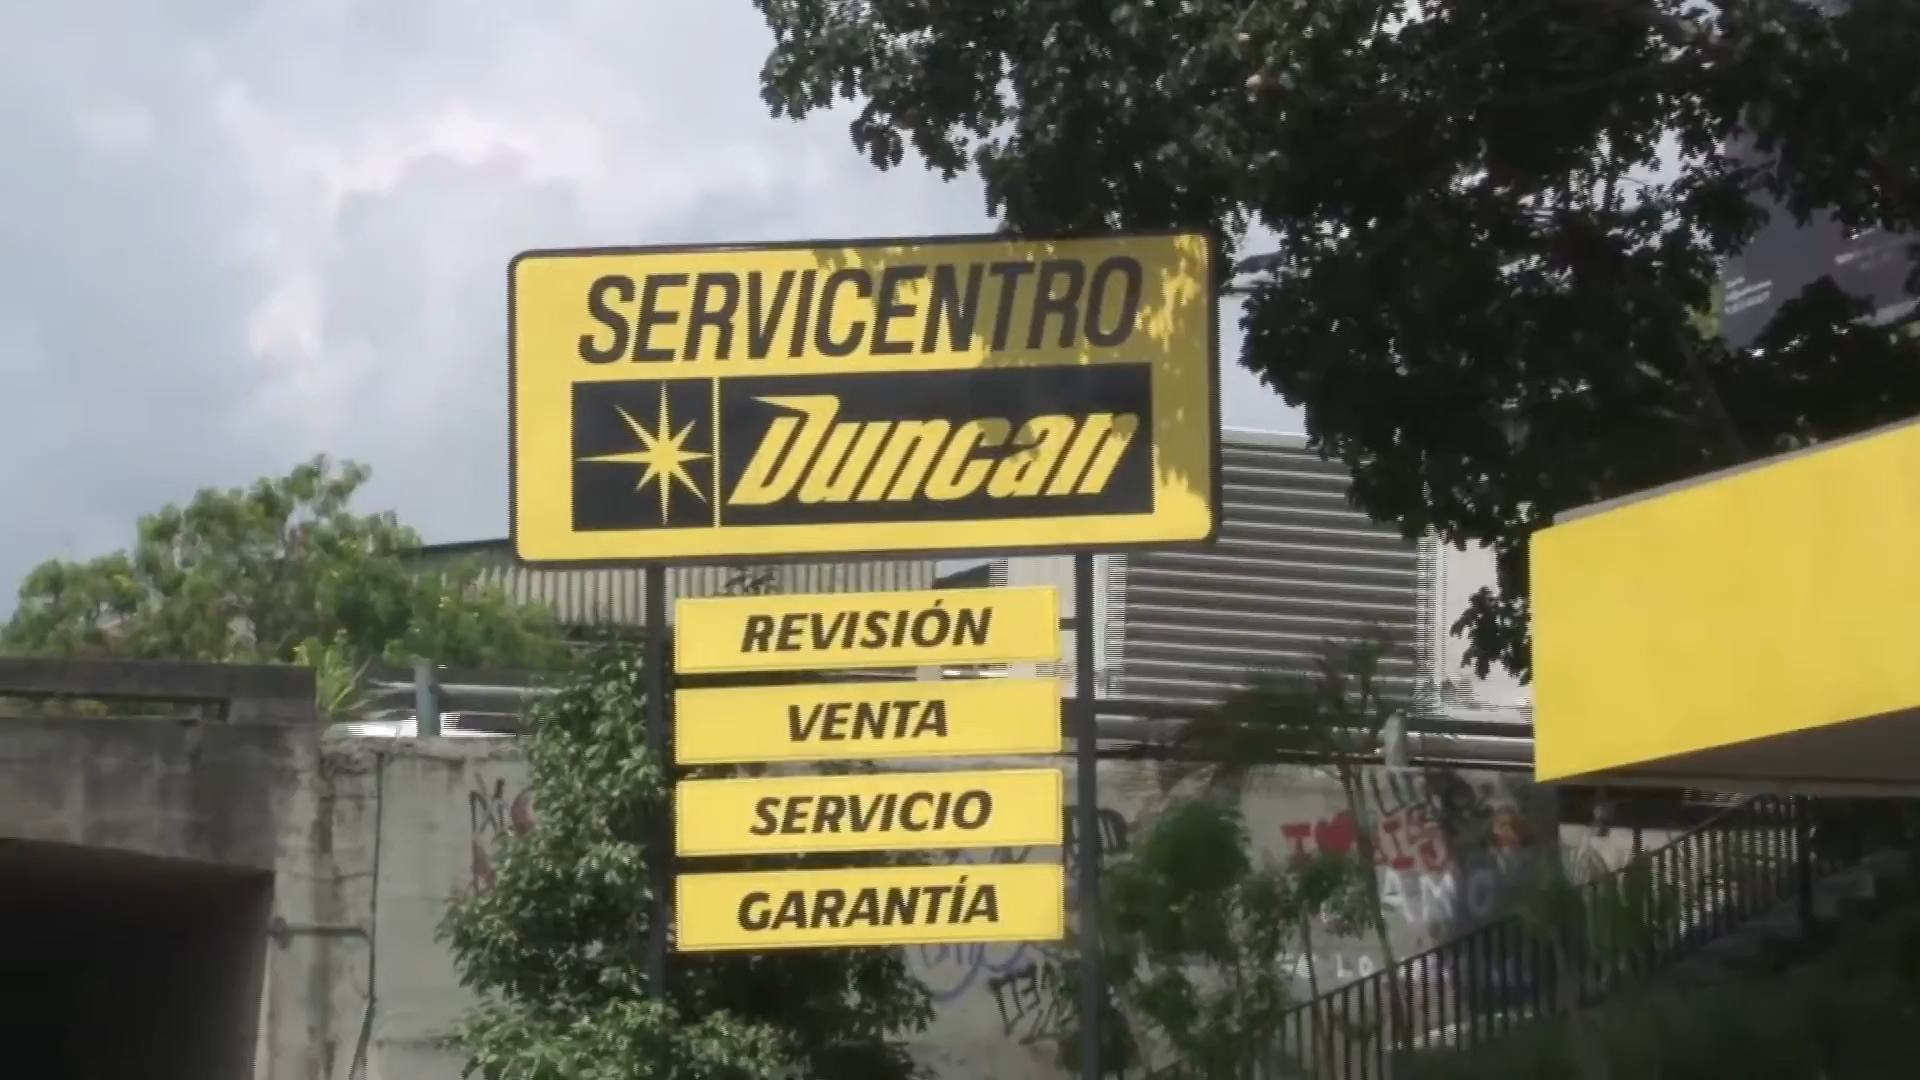 SERVICENTRO
Duncan
REVISIÓN
VENTA
SERVICIO
GARANTÍA